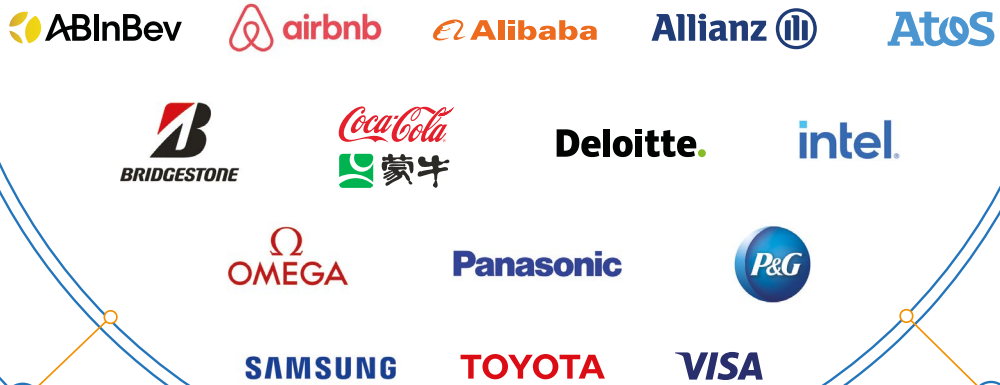 ABInBev airbnb Alibaba Allianz Atos
BRIDGESTONE Coca-Cola 蒙牛 Deloitte. intel.
Ω OMEGA Panasonic P&G
SAMSUNG TOYOTA VISA